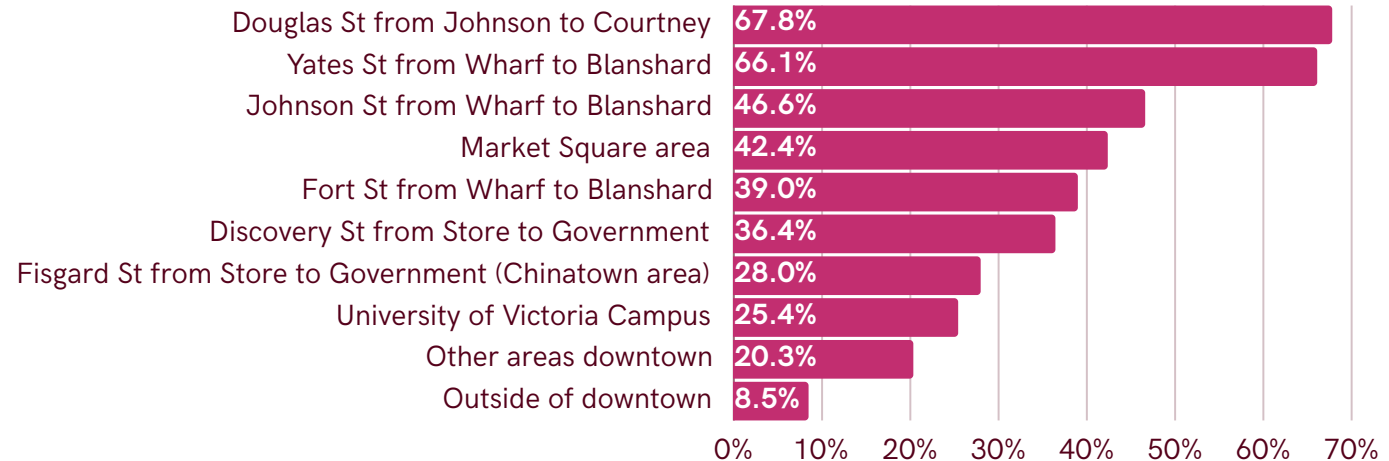 Douglas St from Johnson to Courtney 67.8%
Yates St from Wharf to Blanshard 66.1%
Johnson St from Wharf to Blanshard 46.6%
Market Square area 42.4%
Fort St from Wharf to Blanshard 39.0%
Discovery St from Store to Government 36.4%
Fisgard St from Store to Government (Chinatown area) 28.0%
University of Victoria Campus 25.4%
Other areas downtown 20.3%
Outside of downtown 8.5%
0% 10% 20% 30% 40% 50% 60% 70%